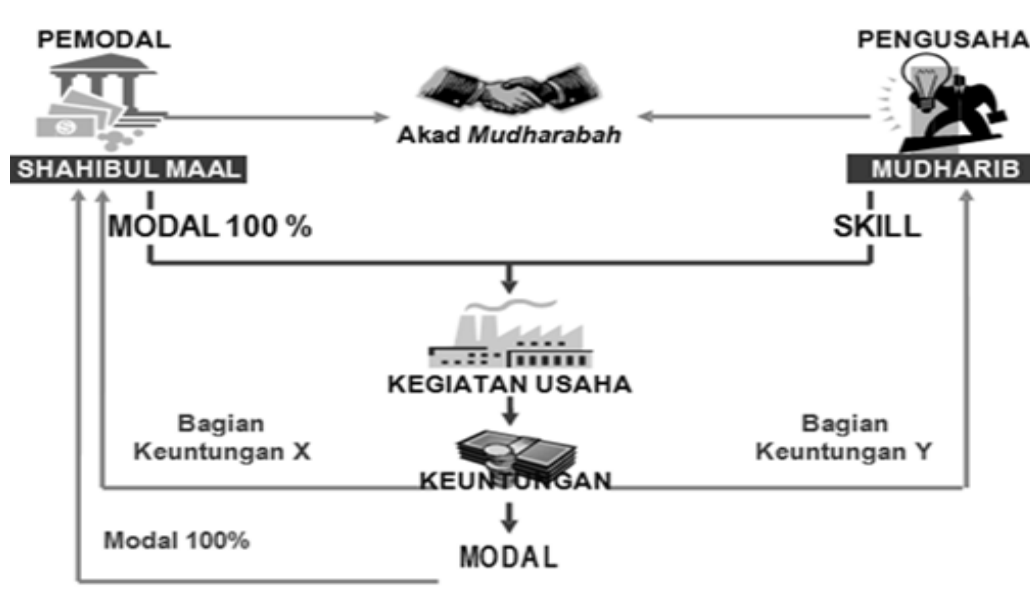 PEMODAL
PENGUSAHA
Akad Mudharabah
SHAHIBUL MAAL
MUDHARIB
MODAL 100 %
SKILL
KEGIATAN USAHA
Bagian
Keuntungan X
Bagian
Keuntungan Y
KEUNTUNGAN
Modal 100%
MODAL